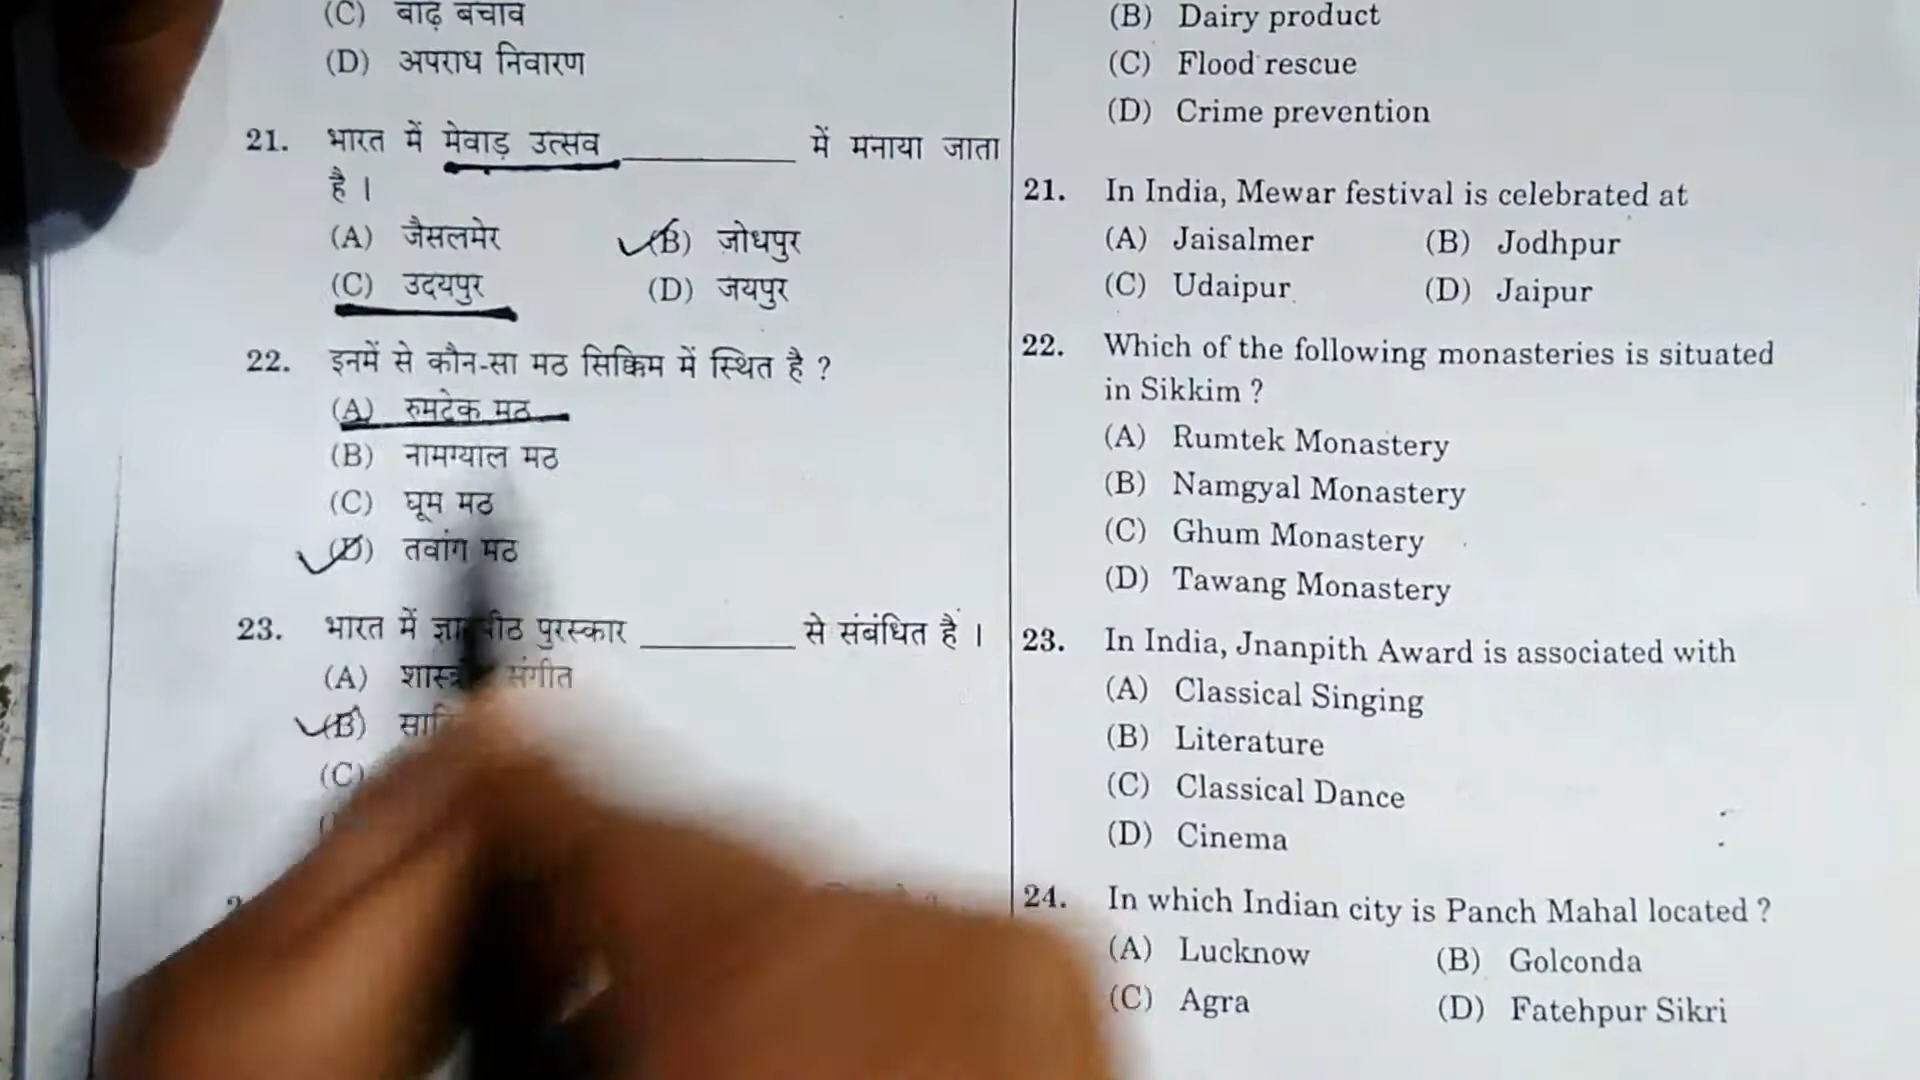 (C) बाढ़ बचाव
(D) अपराध निवारण
21. भारत में मेवाड़ उत्सव __________ में मनाया जाता
है ।
(A) जैसलमेर (B) जोधपुर
(C) उदयपुर (D) जयपुर
22. इनमें से कौन-सा मठ सिक्किम में स्थित है ?
(A) रुमटेक मठ
(B) नामग्याल मठ
(C) घूम मठ
(D) तवांग मठ
23. भारत में पुरस्कार __________ से संबंधित है ।
(A) संगीत
(B)
(C)
(B) Dairy product
(C) Flood rescue
(D) Crime prevention
21. In India, Mewar festival is celebrated at
(A) Jaisalmer (B) Jodhpur
(C) Udaipur (D) Jaipur
22. Which of the following monasteries is situated
in Sikkim ?
(A) Rumtek Monastery
(B) Namgyal Monastery
(C) Ghum Monastery
(D) Tawang Monastery
23. In India, Jnanpith Award is associated with
(A) Classical Singing
(B) Literature
(C) Classical Dance
(D) Cinema
24. In which Indian city is Panch Mahal located ?
(A) Lucknow (B) Golconda
(C) Agra (D) Fatehpur Sikri